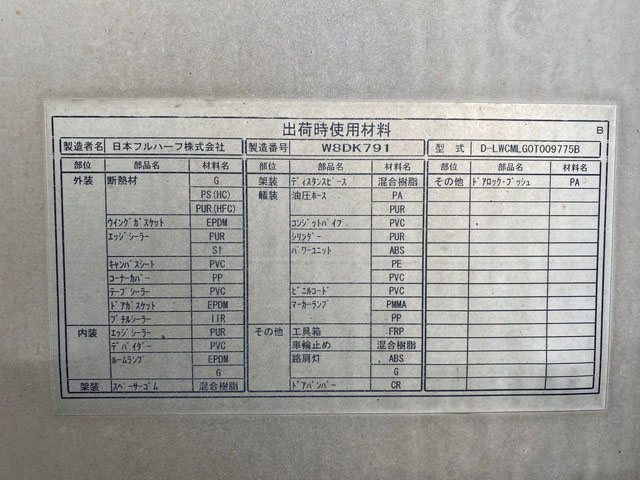 出荷時使用材料 B
製造者名 日本フルハーフ株式会社 製造番号 W8DK791 型式 D-LWCMLGOT009775B
部位 部品名 材料名 部位 部品名 材料名 部位 部品名 材料名
外装 断熱材 G 架装 ﾃﾞｨｽﾀﾝｽﾋﾟｰｽ 混合樹脂 その他 ﾄﾞｱﾛｯｸ･ﾌﾞｯｼｭ PA
PS(HC) 艤装 油圧ﾎｰｽ PA
PUR(HFC) PUR
ｳｲﾝｸﾞｶﾞｽｹｯﾄ EPDM ｺﾝｼﾞｯﾄﾊﾟｲﾌﾟ PVC
ｴｯｼﾞｼｰﾗｰ PUR ｼﾘﾝﾀﾞｰ PUR
SI ﾊﾟﾜｰﾕﾆｯﾄ ABS
ｷｬﾝﾊﾞｽｼｰﾄ PVC PE
ｺｰﾅｰｶﾊﾞｰ PP PVC
ﾃｰﾌﾟｼｰﾗｰ PVC ﾋﾞﾆﾙｺｰﾄﾞ PVC
ﾄﾞｱｶﾞｽｹｯﾄ EPDM ﾏｰｶｰﾗﾝﾌﾟ PMMA
ﾌﾞﾁﾙｼｰﾗｰ IIR PP
内装 ｴｯｼﾞｼｰﾗｰ PUR その他 工具箱 FRP
ﾃﾞﾊﾞｲﾀﾞｰ PVC 車輪止め 混合樹脂
ﾙｰﾑﾗﾝﾌﾟ EPDM 路肩灯 ABS
G G
架装 ｽﾍﾟｰｻｰｺﾞﾑ 混合樹脂 ﾄﾞｱﾊﾞﾝﾊﾟｰ CR